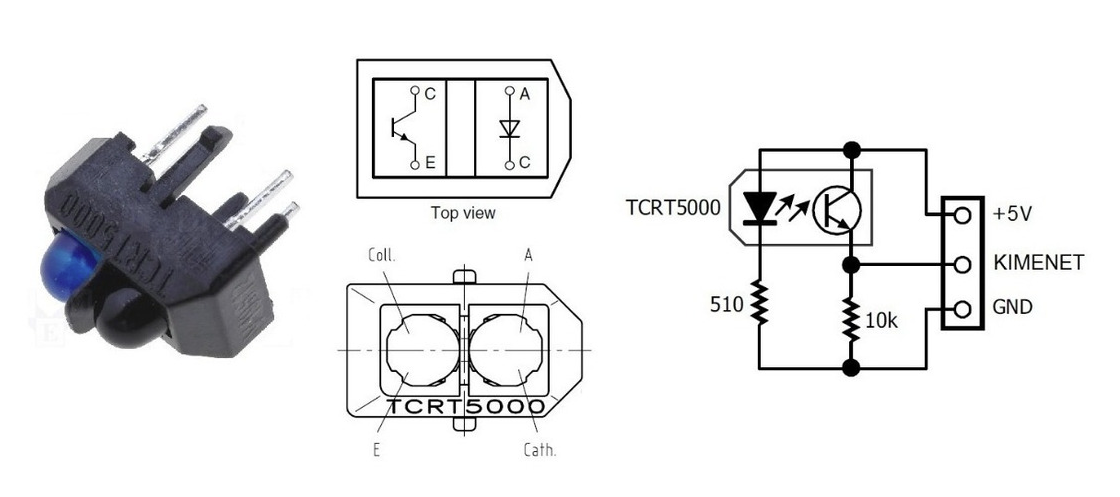 TCRT5000
C
A
E
C
Top view
Coll.
A
TCRT5000
E
Cath.
TCRT5000
510
10k
+5V
KIMENET
GND